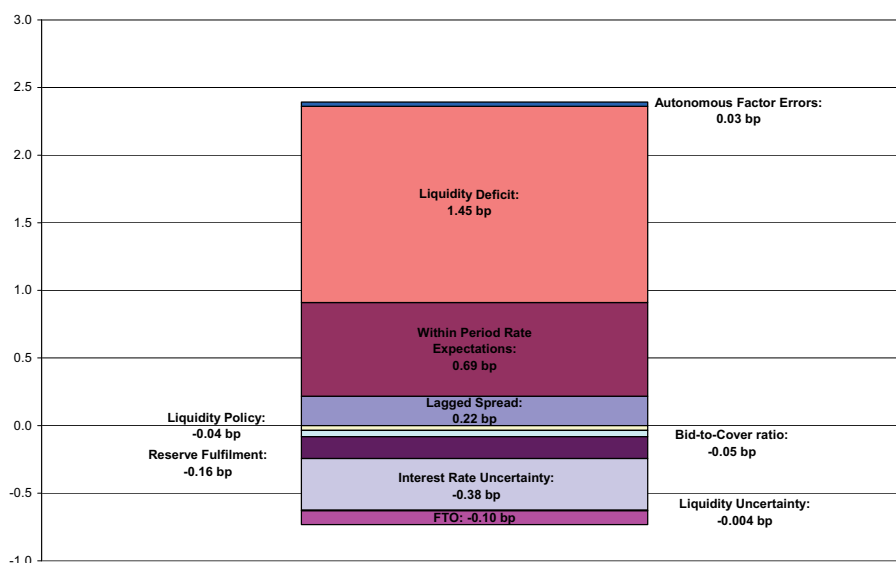 3.0
2.5
2.0
1.5
1.0
0.5
0.0
-0.5
-1.0
Autonomous Factor Errors:
0.03 bp
Liquidity Deficit:
1.45 bp
Within Period Rate
Expectations:
0.69 bp
Lagged Spread:
0.22 bp
Liquidity Policy:
-0.04 bp
Bid-to-Cover ratio:
-0.05 bp
Reserve Fulfilment:
-0.16 bp
Interest Rate Uncertainty:
-0.38 bp
Liquidity Uncertainty:
-0.004 bp
FTO: -0.10 bp